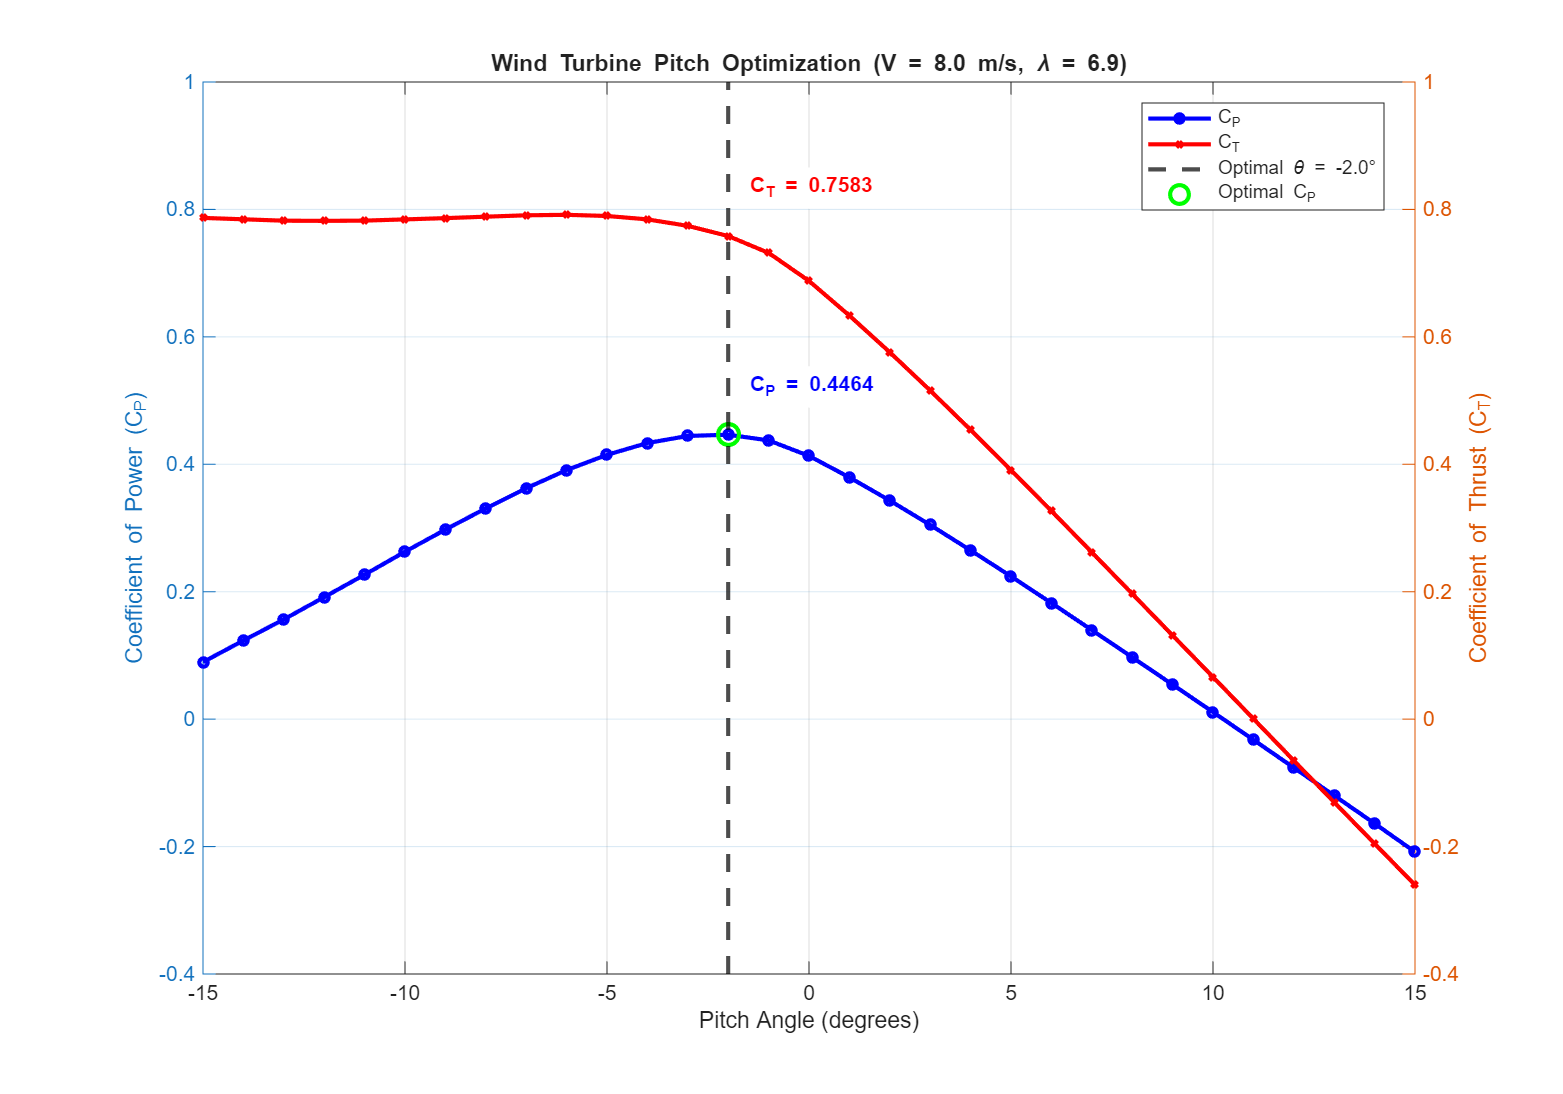 Wind Turbine Pitch Optimization (V = 8.0 m/s, λ = 6.9)
C_P
C_T
Optimal θ = -2.0°
Optimal C_P
C_T = 0.7583
C_P = 0.4464
Coefficient of Power (C_P)
1
0.8
0.6
0.4
0.2
0
-0.2
-0.4
Coefficient of Thrust (C_T)
1
0.8
0.6
0.4
0.2
0
-0.2
-0.4
-15 -10 -5 0 5 10 15
Pitch Angle (degrees)